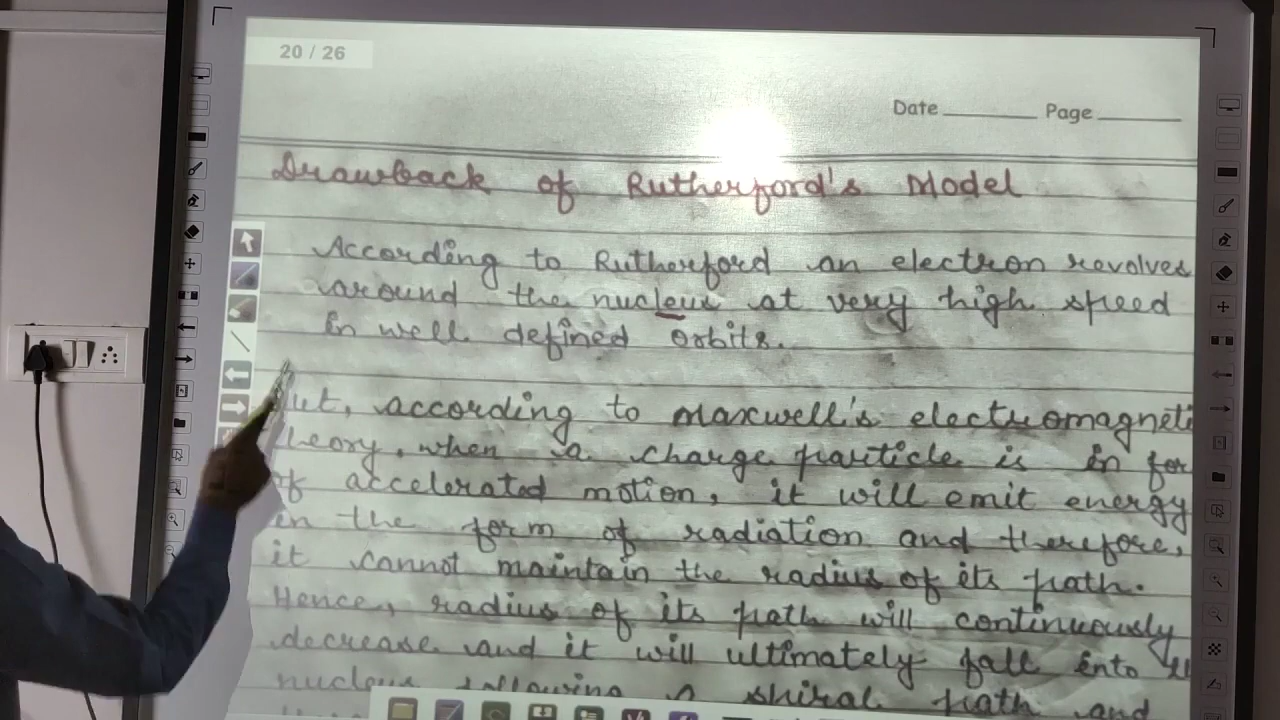 20 / 26
Date Page
Drawback of Rutherford's Model
According to Rutherford an electron revolves
around the nucleus at very high speed
in well defined orbits.
But, according to Maxwell's electromagneti
theory, when a charge particle is in for
of accelerated motion, it will emit energy
in the form of radiation and therefore,
it cannot maintain the radius of its path.
Hence, radius of its path will continuously
decrease and it will ultimately fall into
nucleus following a spiral path and